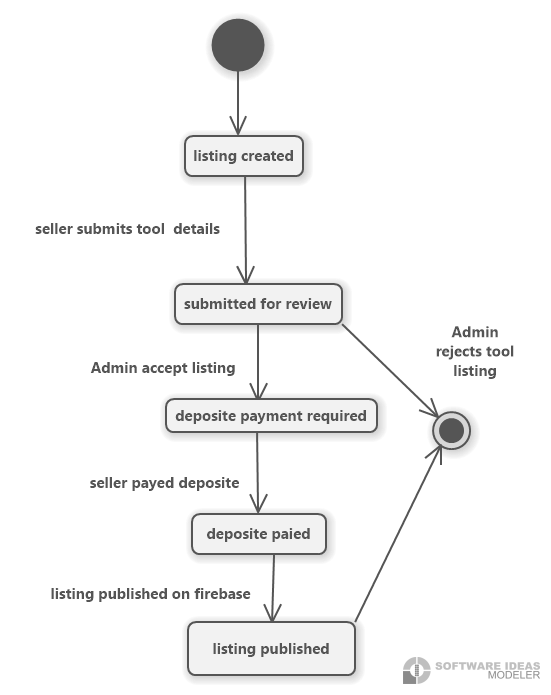 listing created
seller submits tool  details
submitted for review
Admin
rejects tool
listing
Admin accept listing
deposite payment required
seller payed deposite
deposite paied
listing published on firebase
listing published
SOFTWARE IDEAS
MODELER